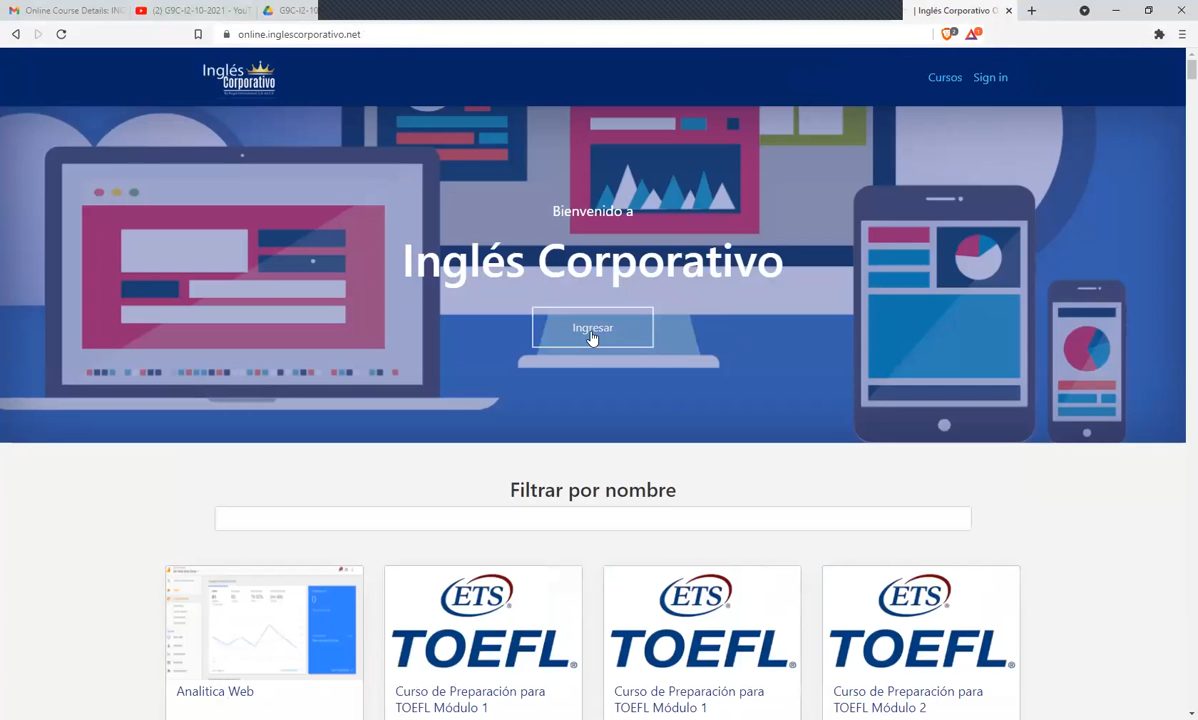 Online Course Details: ING
(2) G9C-I2-10-2021 - YouT
G9C-I2-10
| Inglés Corporativo O
online.inglescorporativo.net
Inglés
Corporativo
Cursos
Sign in
Bienvenido a
Inglés Corporativo
Ingresar
Filtrar por nombre
ETS
TOEFL
ETS
TOEFL
ETS
TOEFL
Analitica Web
Curso de Preparación para
TOEFL Módulo 1
Curso de Preparación para
TOEFL Módulo 1
Curso de Preparación para
TOEFL Módulo 2